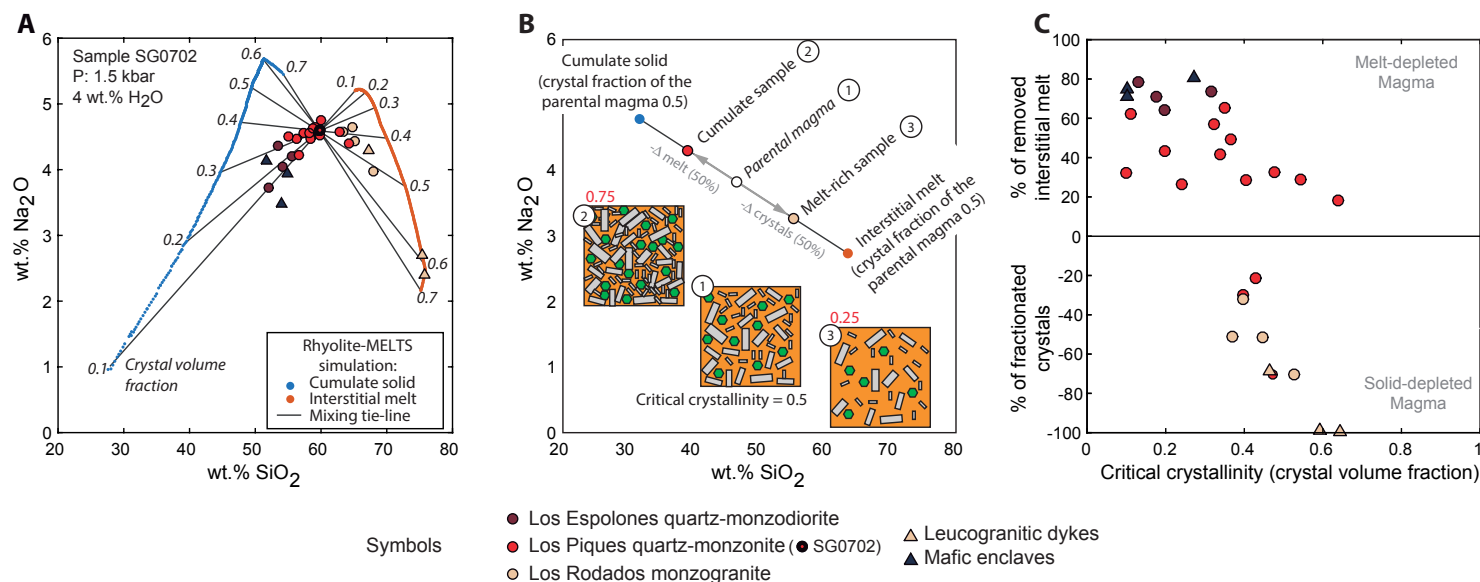 A
Sample SG0702
P: 1.5 kbar
4 wt.% H2O
wt.% Na2O
6
5
4
3
2
1
0
20
30
40
50
60
70
80
wt.% SiO2
0.1
0.2
0.3
0.4
0.5
0.6
0.7
0.1
0.2
0.3
0.4
0.5
0.6
0.7
Crystal volume
fraction
Rhyolite-MELTS
simulation:
Cumulate solid
Interstitial melt
Mixing tie-line
B
wt.% Na2O
6
5
4
3
2
1
0
20
30
40
50
60
70
80
wt.% SiO2
Cumulate solid
(crystal fraction of the
parental magma 0.5)
Cumulate sample
2
Parental magma
1
Melt-rich sample
3
Interstitial melt
(crystal fraction of the
parental magma 0.5)
-Δ melt (50%)
-Δ crystals (50%)
0.75
2
1
0.25
3
Critical crystallinity = 0.5
C
% of removed
interstitial melt
% of fractionated
crystals
100
80
60
40
20
0
-20
-40
-60
-80
-100
Melt-depleted
Magma
Solid-depleted
Magma
0
0.2
0.4
0.6
0.8
1
Critical crystallinity (crystal volume fraction)
Symbols
Los Espolones quartz-monzodiorite
Los Piques quartz-monzonite ( SG0702)
Los Rodados monzogranite
Leucogranitic dykes
Mafic enclaves